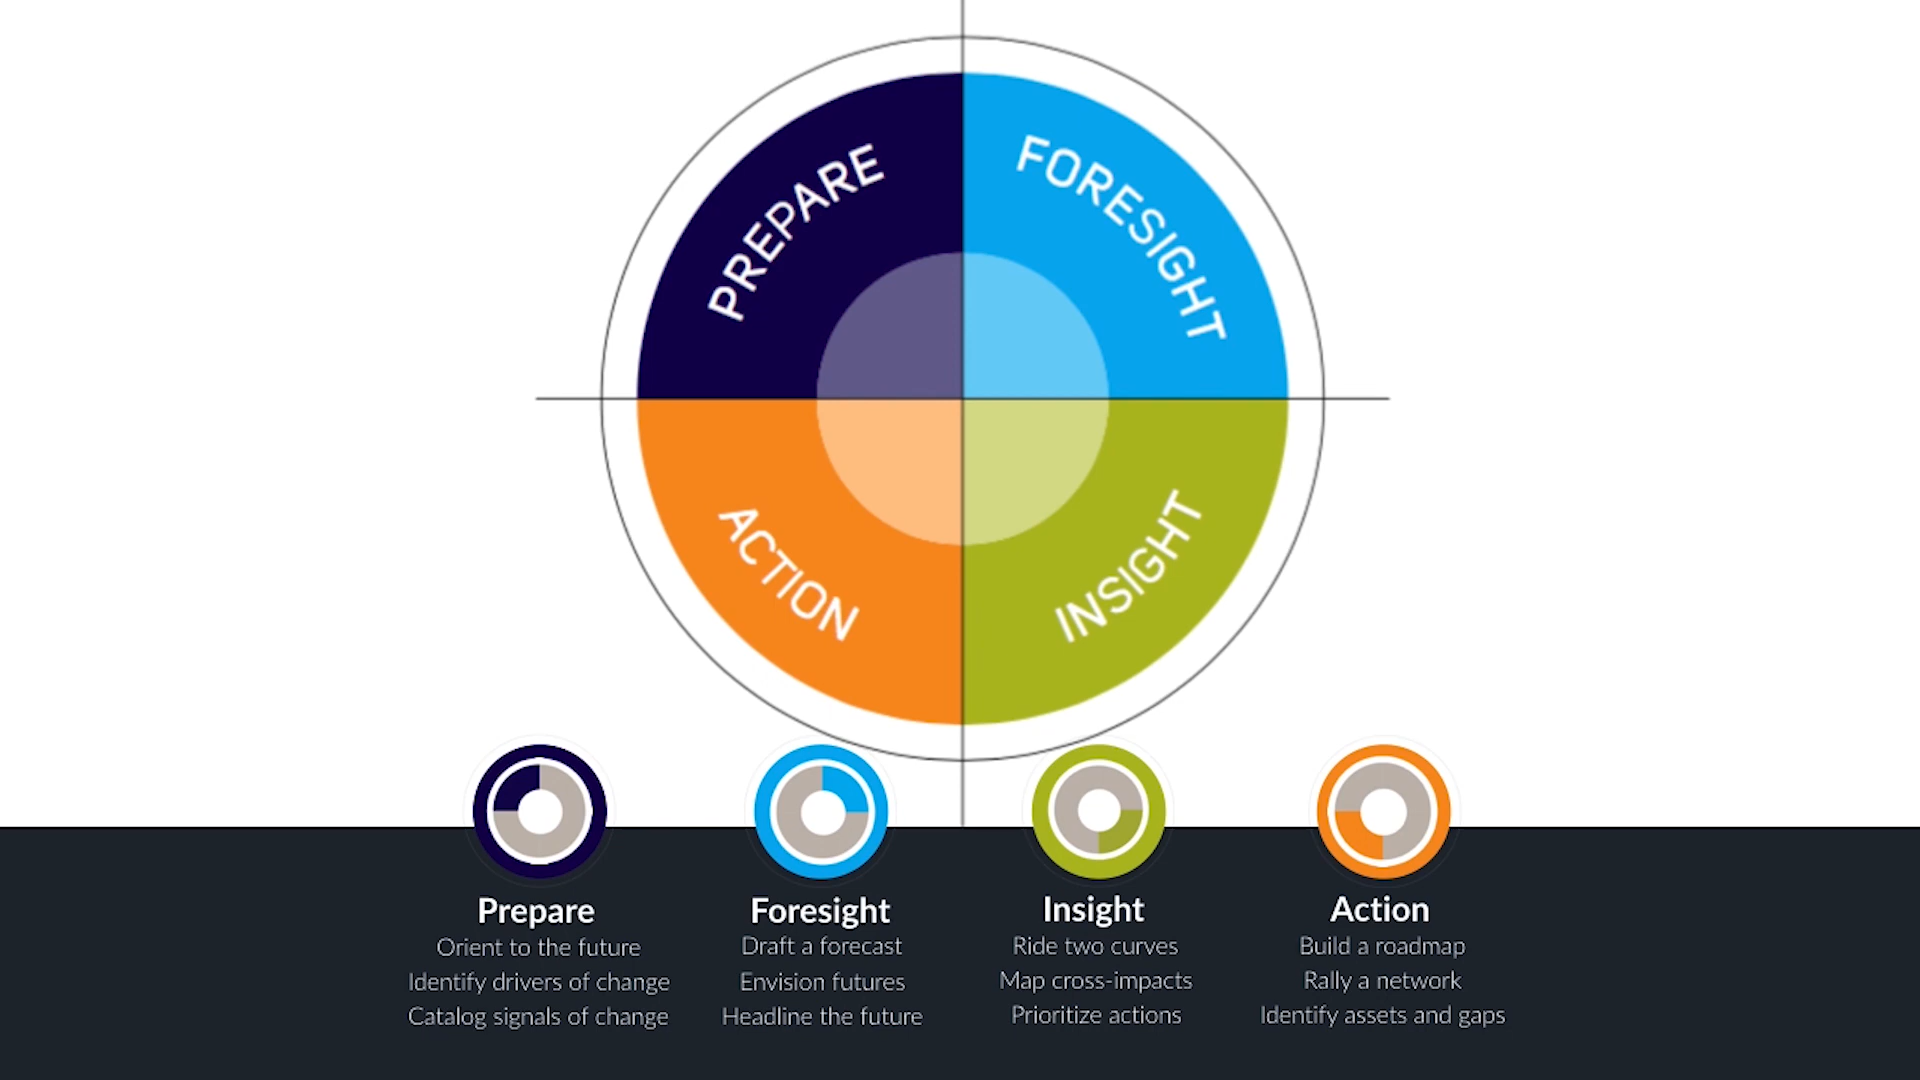 PREPARE
FORESIGHT
ACTION
INSIGHT
Prepare
Orient to the future
Identify drivers of change
Catalog signals of change
Foresight
Draft a forecast
Envision futures
Headline the future
Insight
Ride two curves
Map cross-impacts
Prioritize actions
Action
Build a roadmap
Rally a network
Identify assets and gaps